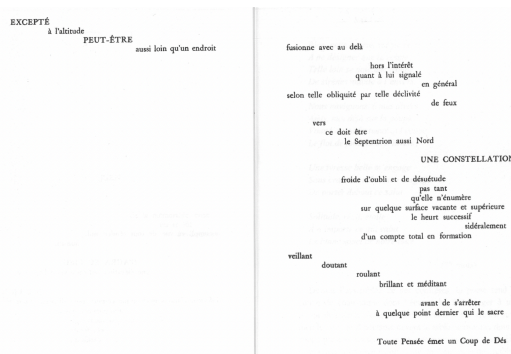 EXCEPTÉ
à l'altitude
PEUT-ÊTRE
aussi loin qu'un endroit
fusionne avec au delà
hors l'intérêt
quant à lui signalé
en général
selon telle obliquité par telle déclivité
de feux
vers
ce doit être
le Septentrion aussi Nord
UNE CONSTELLATION
froide d'oubli et de désuétude
pas tant
qu'elle n'énumère
sur quelque surface vacante et supérieure
le heurt successif
sidéralement
d'un compte total en formation
veillant
doutant
roulant
brillant et méditant
avant de s'arrêter
à quelque point dernier qui le sacre
Toute Pensée émet un Coup de Dés